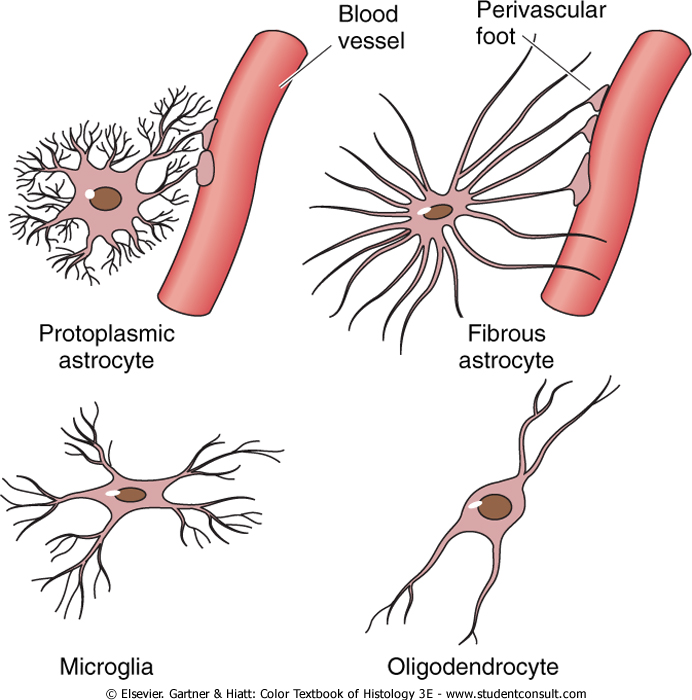 Blood
vessel
Perivascular
foot
Protoplasmic
astrocyte
Fibrous
astrocyte
Microglia
Oligodendrocyte
© Elsevier. Gartner & Hiatt: Color Textbook of Histology 3E - www.studentconsult.com